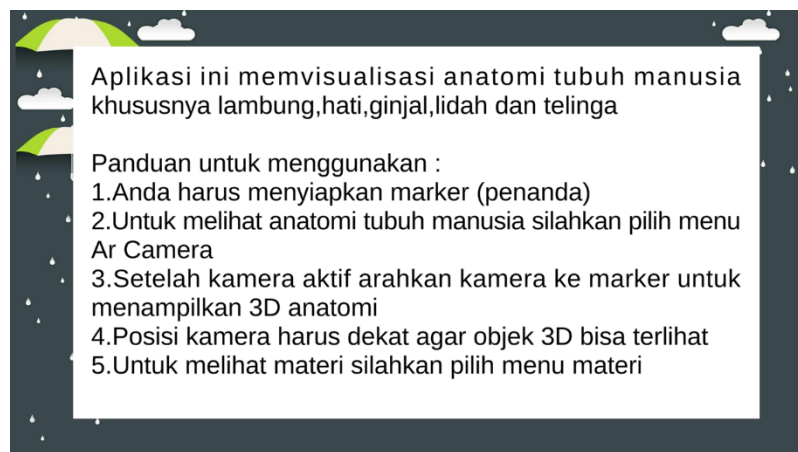 Aplikasi ini memvisualisasi anatomi tubuh manusia
khususnya lambung,hati,ginjal,lidah dan telinga
Panduan untuk menggunakan :
1.Anda harus menyiapkan marker (penanda)
2.Untuk melihat anatomi tubuh manusia silahkan pilih menu
Ar Camera
3.Setelah kamera aktif arahkan kamera ke marker untuk
menampilkan 3D anatomi
4.Posisi kamera harus dekat agar objek 3D bisa terlihat
5.Untuk melihat materi silahkan pilih menu materi